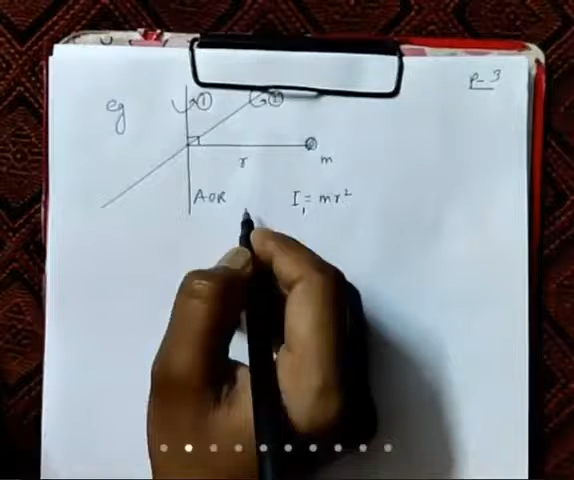 P-3
eg ① ②
r m
AOR I₁ = mr²